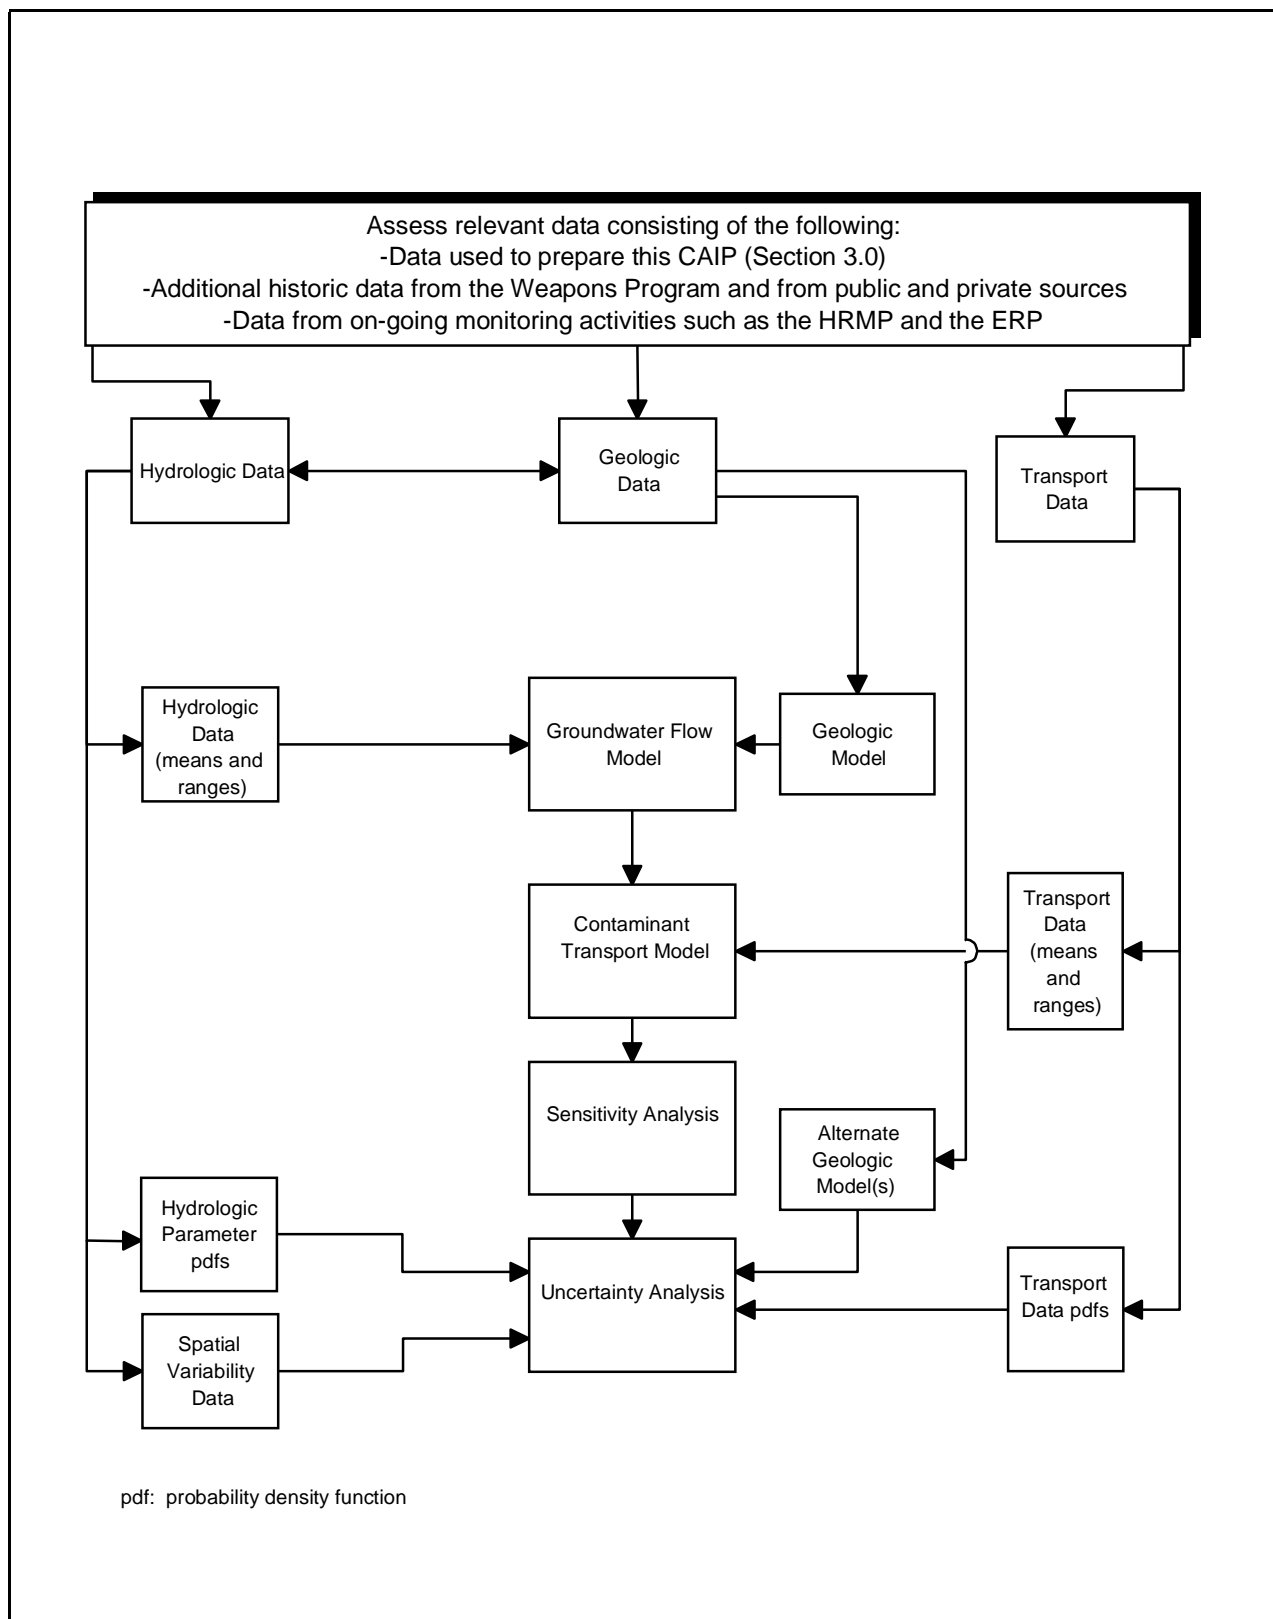 Assess relevant data consisting of the following:
-Data used to prepare this CAIP (Section 3.0)
-Additional historic data from the Weapons Program and from public and private sources
-Data from on-going monitoring activities such as the HRMP and the ERP
Hydrologic Data
Geologic
Data
Transport
Data
Hydrologic
Data
(means and
ranges)
Groundwater Flow
Model
Geologic
Model
Contaminant
Transport Model
Transport
Data
(means
and
ranges)
Sensitivity Analysis
Alternate
Geologic
Model(s)
Hydrologic
Parameter
pdfs
Uncertainty Analysis
Transport
Data pdfs
Spatial
Variability
Data
pdf: probability density function